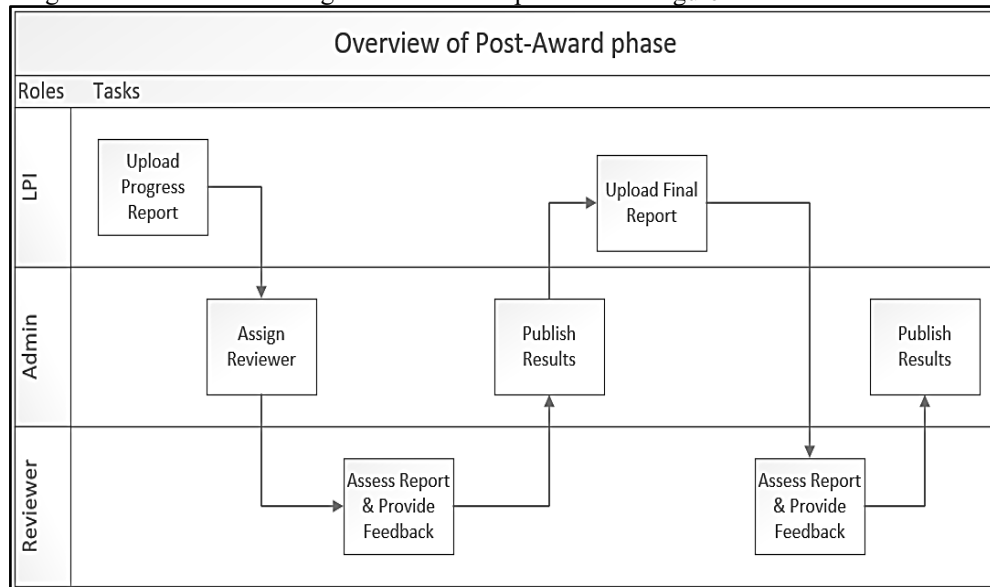 Overview of Post-Award phase
Roles Tasks
LPI
Upload
Progress
Report
Upload Final
Report
Admin
Assign
Reviewer
Publish
Results
Publish
Results
Reviewer
Assess Report
& Provide
Feedback
Assess Report
& Provide
Feedback